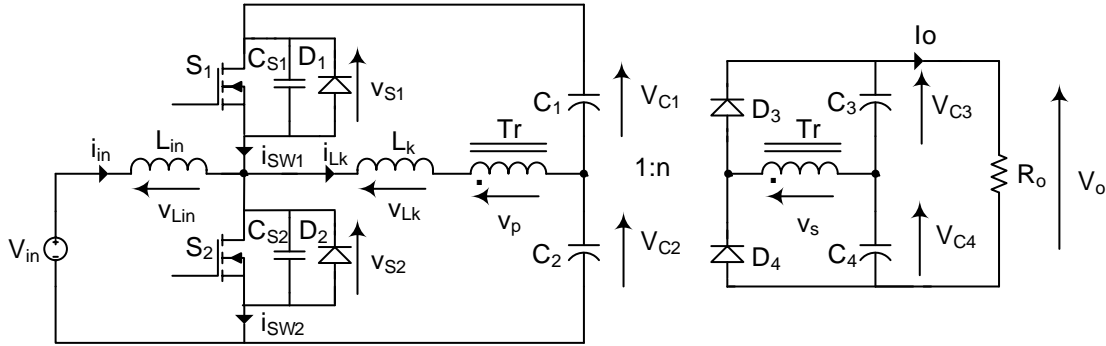 S1
CS1
D1
vS1
C1
VC1
iin
Lin
iSW1
iLk
Lk
Tr
1:n
vLin
vLk
vp
Vin
S2
CS2
D2
vS2
iSW2
C2
VC2
Io
D3
C3
VC3
Tr
Ro
Vo
vs
D4
C4
VC4